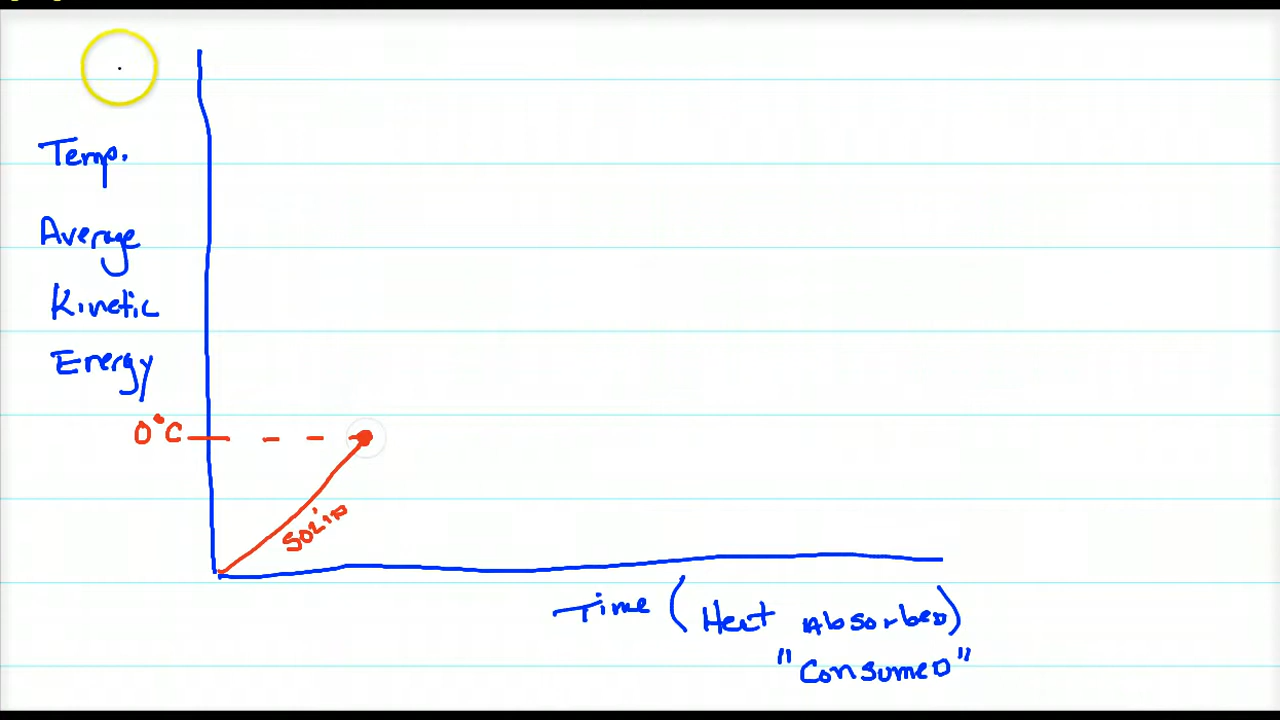 Temp.
Average
Kinetic
Energy
0°C
Solid
Time (Heat Absorbed)
"Consumed"